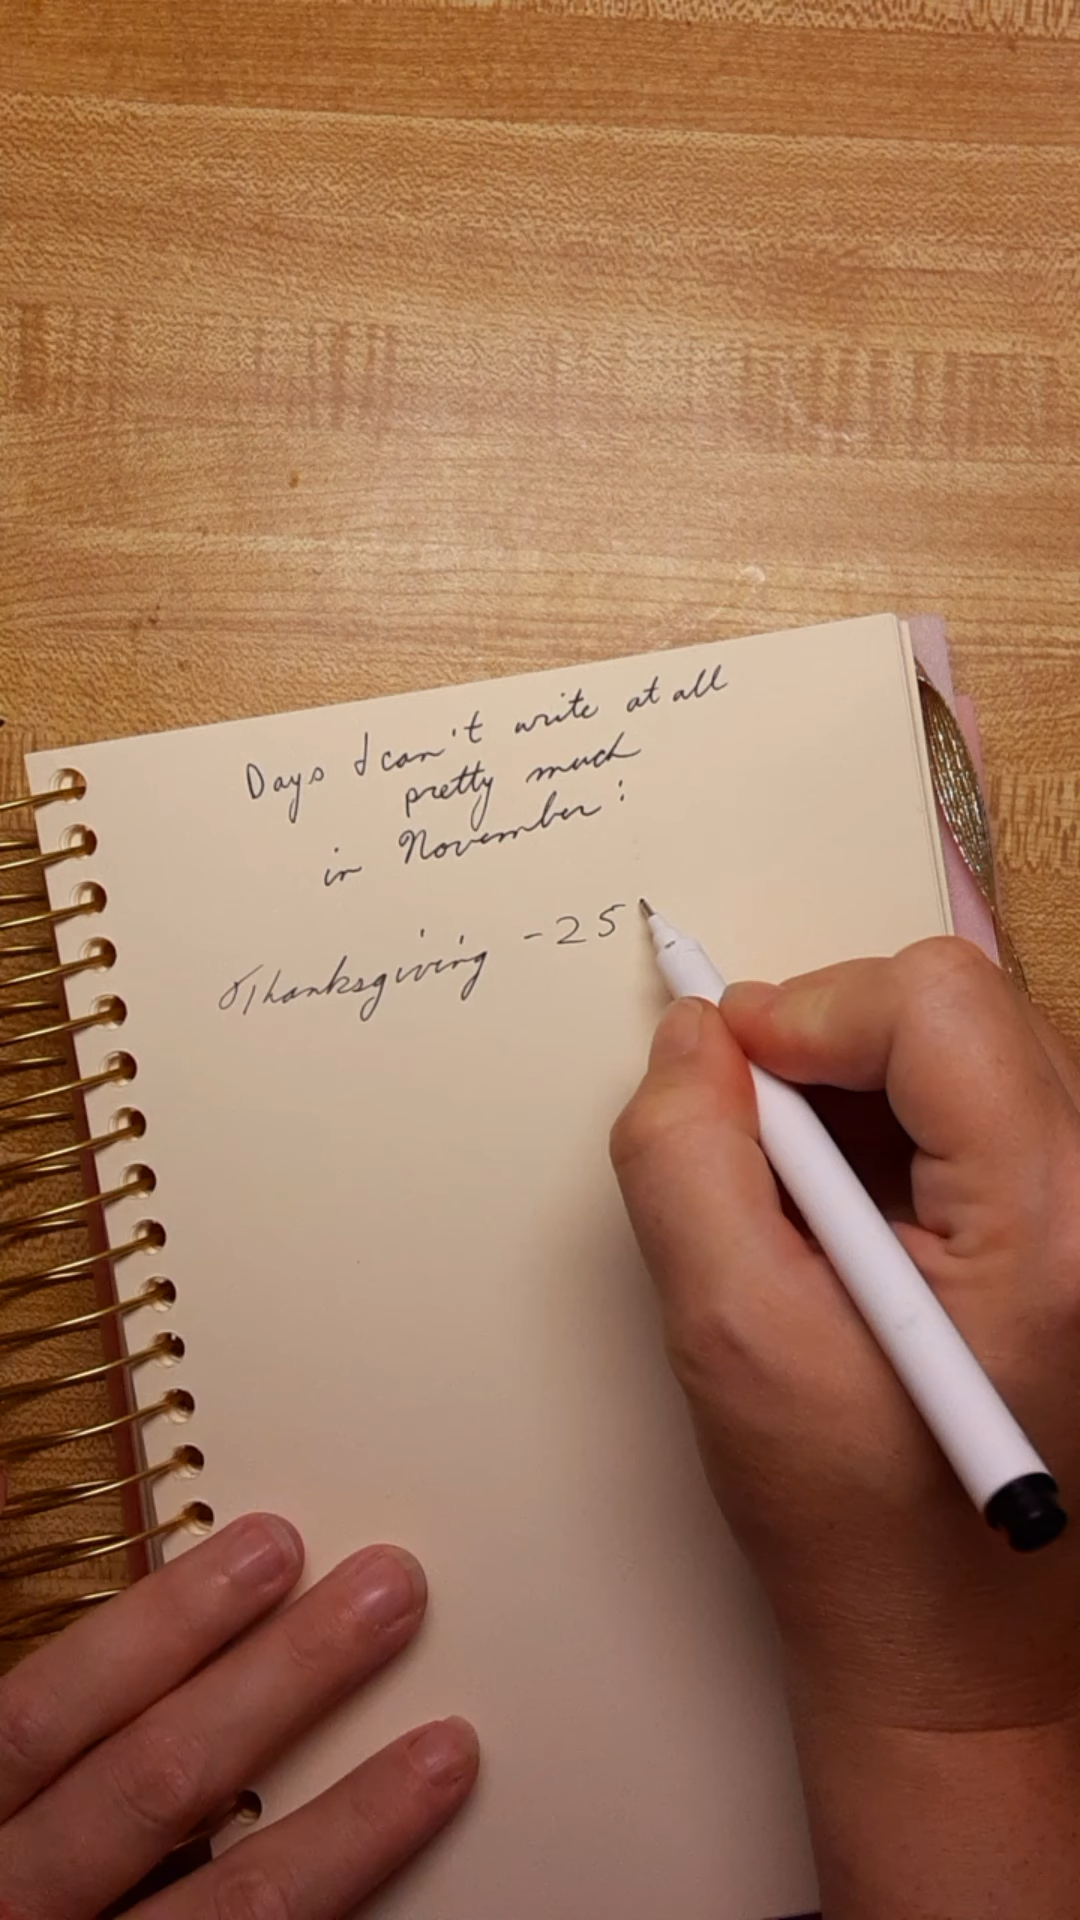 Days I can't write at all
pretty much
in November:
Thanksgiving - 25